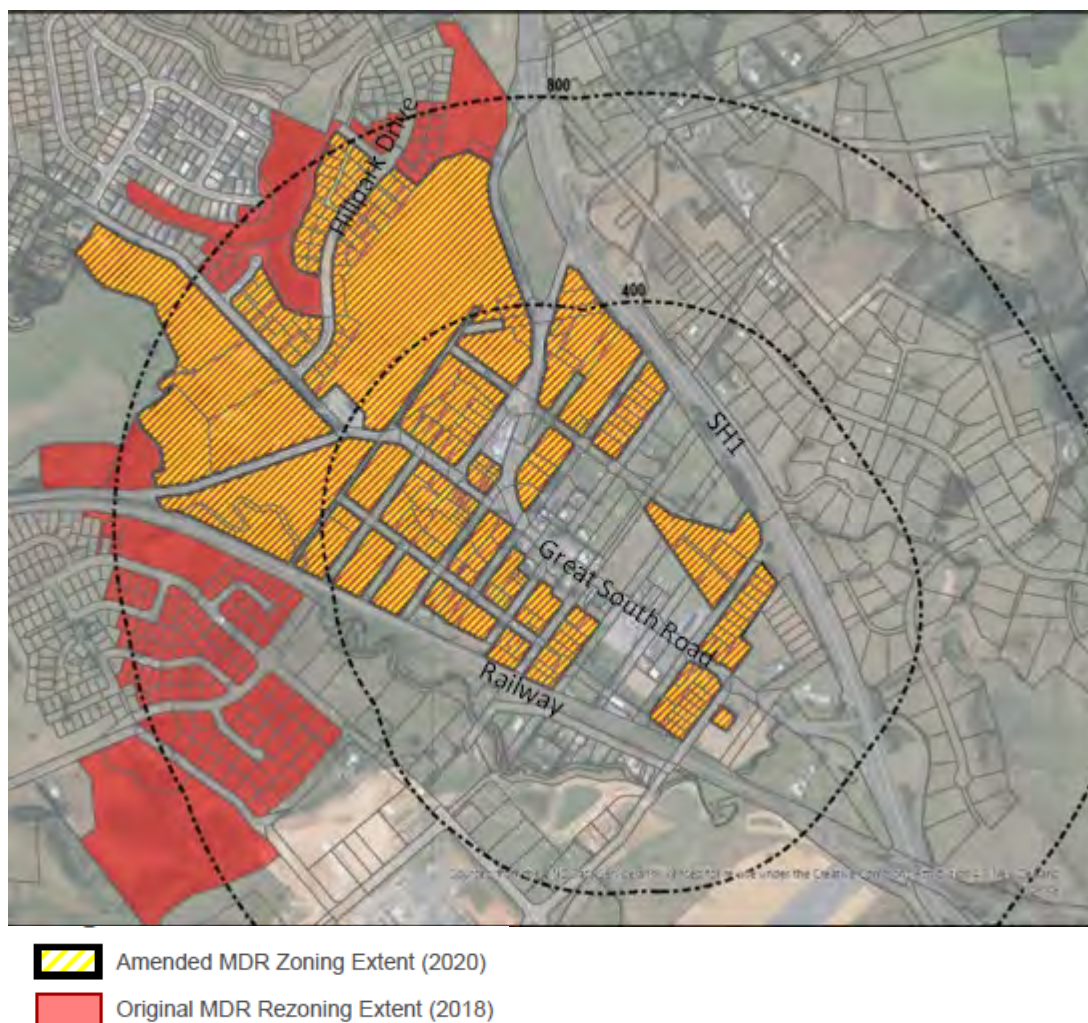 800
Hillpark Drive
400
SH1
Great South Road
Railway
Amended MDR Zoning Extent (2020)
Original MDR Rezoning Extent (2018)